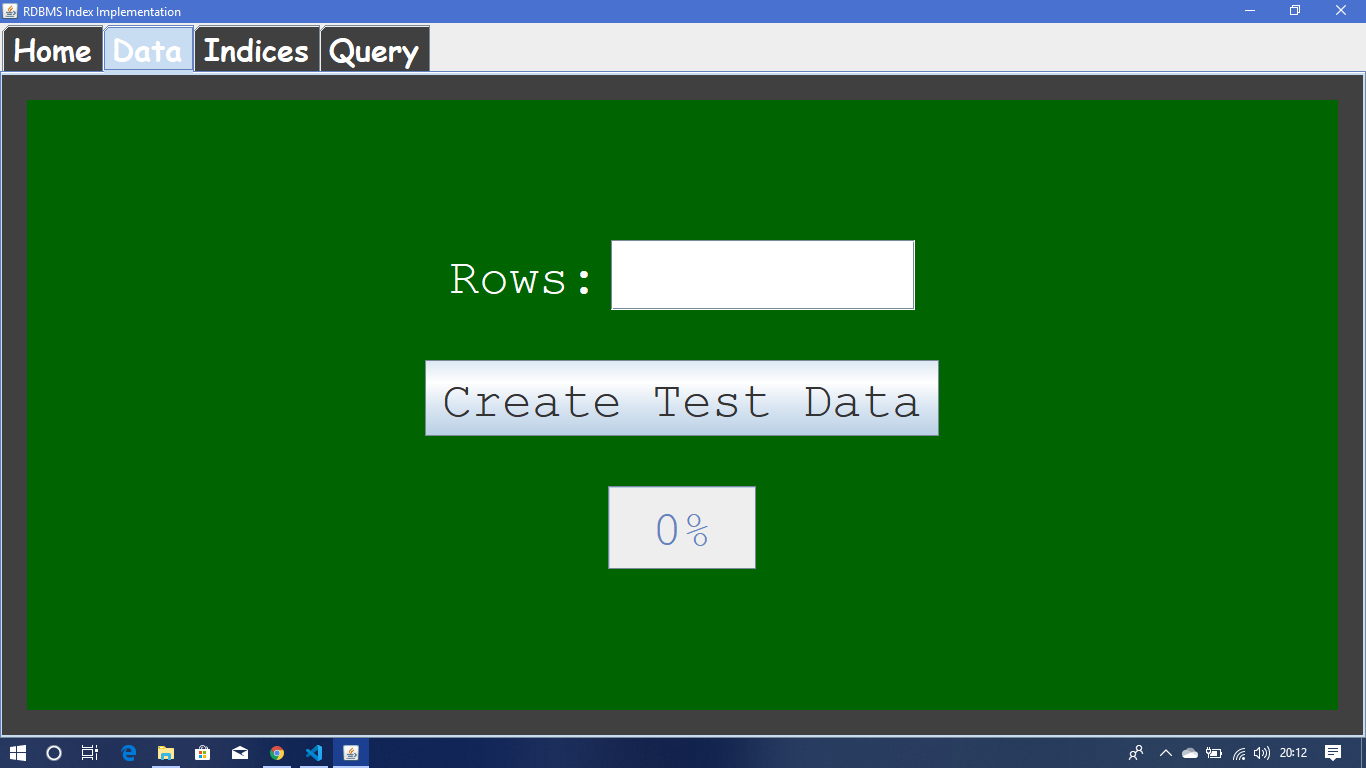 RDBMS Index Implementation
Home Data Indices Query
Rows:
Create Test Data
0%
20:12